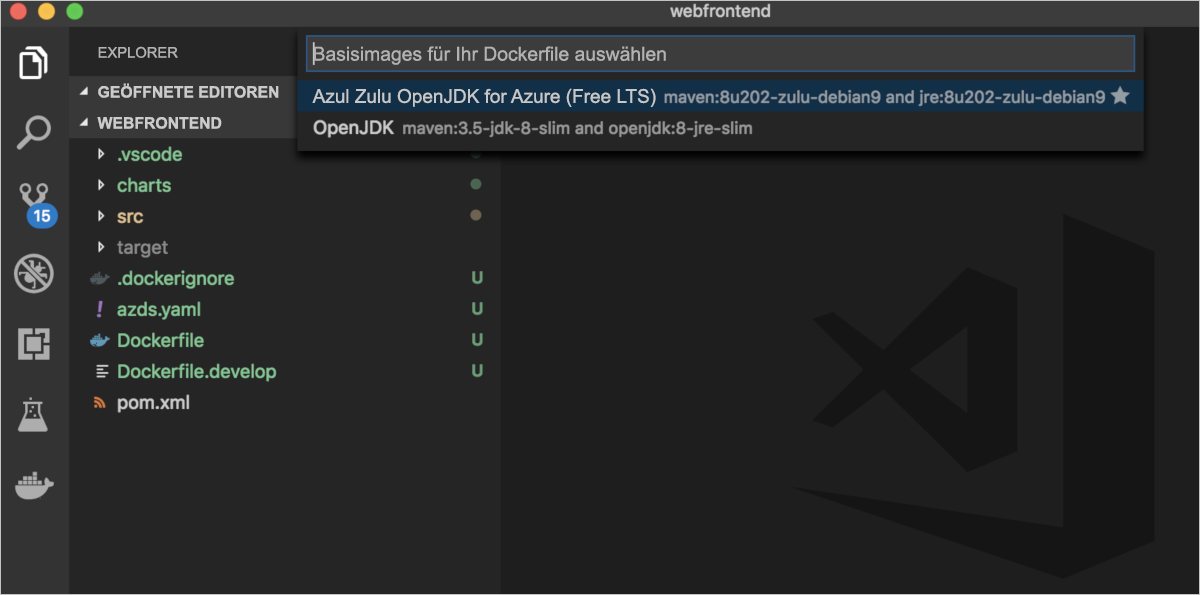 webfrontend
EXPLORER
Basisimages für Ihr Dockerfile auswählen
GEÖFFNETE EDITOREN
Azul Zulu OpenJDK for Azure (Free LTS) maven:8u202-zulu-debian9 and jre:8u202-zulu-debian9
WEBFRONTEND
OpenJDK maven:3.5-jdk-8-slim and openjdk:8-jre-slim
.vscode
charts
src
15
target
.dockerignore U
! azds.yaml U
Dockerfile U
Dockerfile.develop U
pom.xml